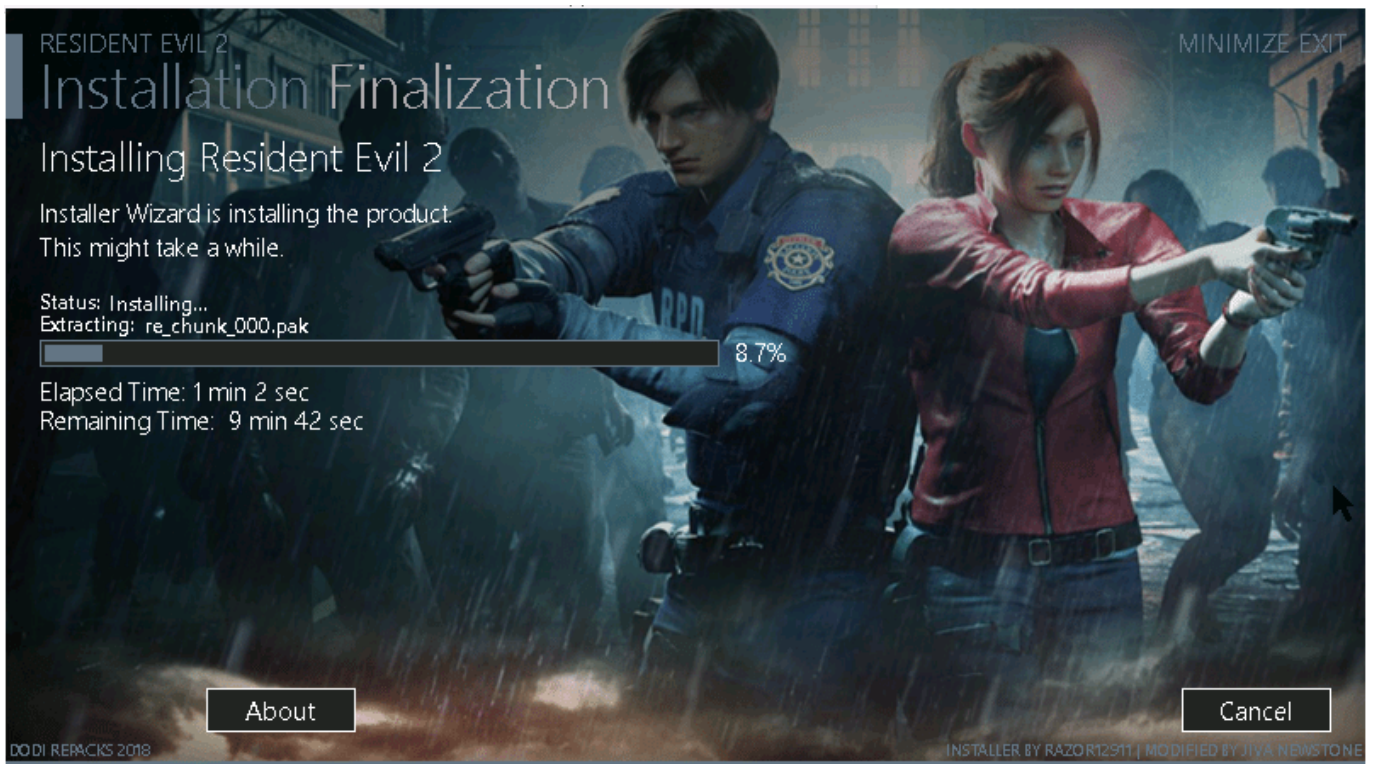 RESIDENT EVIL 2
MINIMIZE EXIT
Installation Finalization
Installing Resident Evil 2
Installer Wizard is installing the product.
This might take a while.
Status: Installing...
Extracting: re_chunk_000.pak
8.7%
Elapsed Time: 1 min 2 sec
Remaining Time: 9 min 42 sec
RPD
About
Cancel
DODI REPACKS 2018
INSTALLER BY RAZOR12911 | MODIFIED BY JIVA NEWSTONE